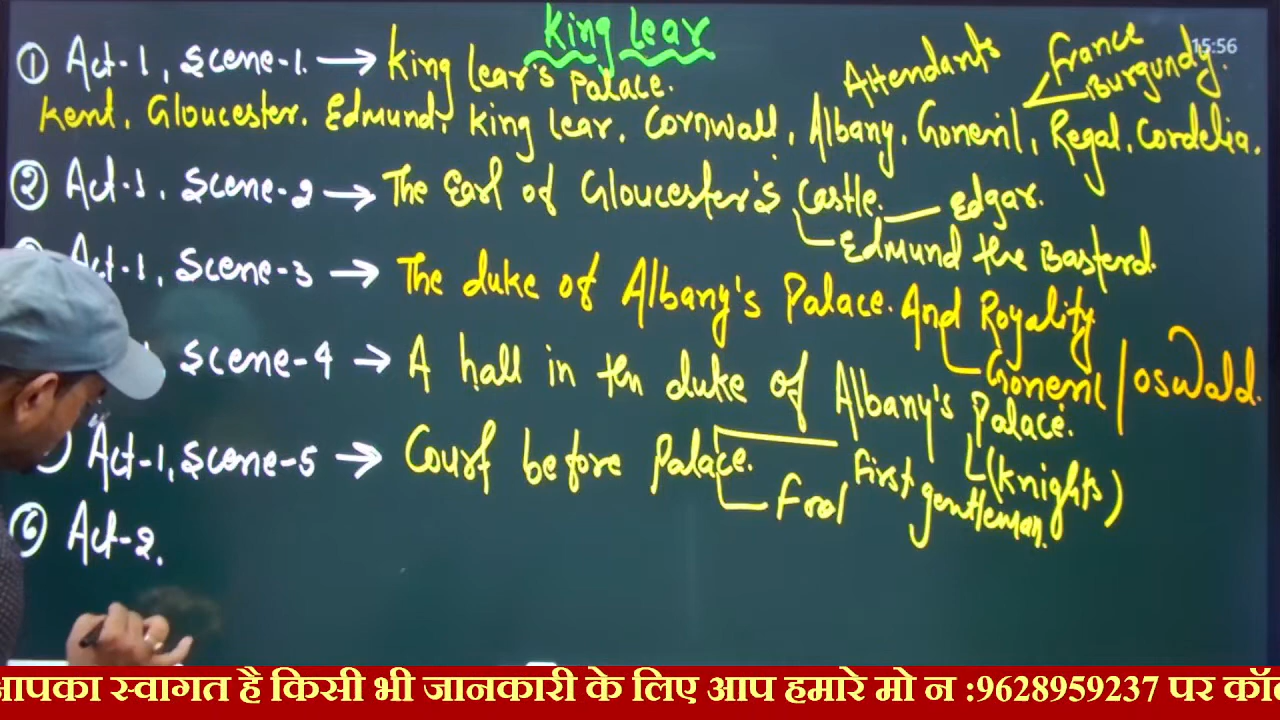 King Lear
15:56
① Act-1, Scene-1. → King Lear's Palace.
Attendants
France
Burgundy.
Kent, Gloucester, Edmund, King Lear, Cornwall, Albany, Goneril, Regal, Cordelia.
② Act-1, Scene-2 → The Earl of Gloucester's Castle. — Edgar.
Edmund the Basterd.
Act-1, Scene-3 → The duke of Albany's Palace. And Royality
Goneril / Oswald.
Scene-4 → A hall in the duke of Albany's Palace.
(Knights)
Act-1, Scene-5 → Court before Palace.
First gentleman.
Fool
⑥ Act-2.
आपका स्वागत है किसी भी जानकारी के लिए आप हमारे मो न :9628959237 पर कॉल